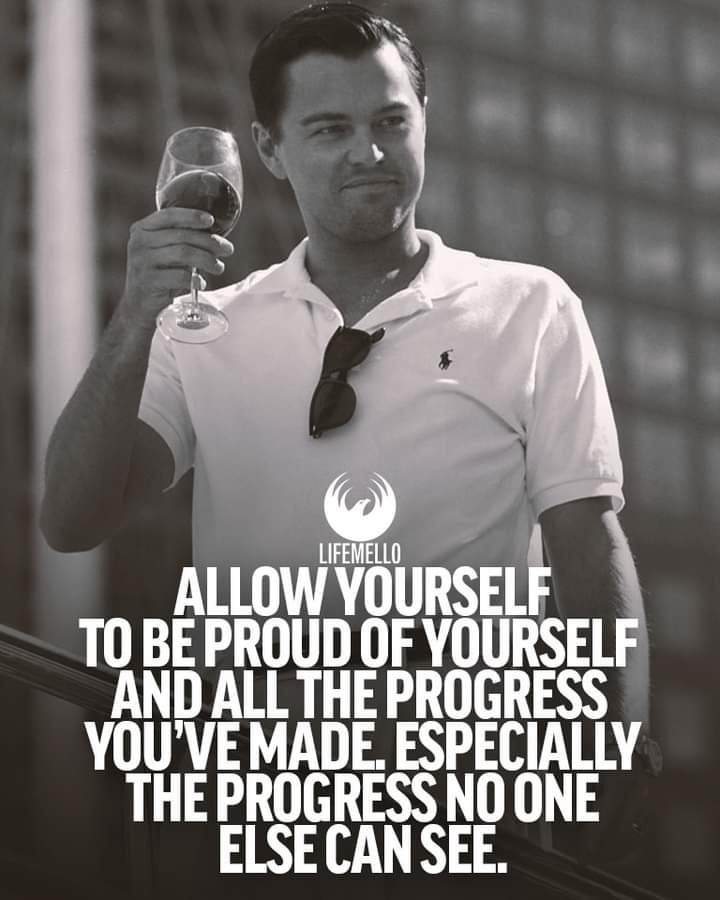 LIFEMELLO
ALLOW YOURSELF
TO BE PROUD OF YOURSELF
AND ALL THE PROGRESS
YOU'VE MADE. ESPECIALLY
THE PROGRESS NO ONE
ELSE CAN SEE.